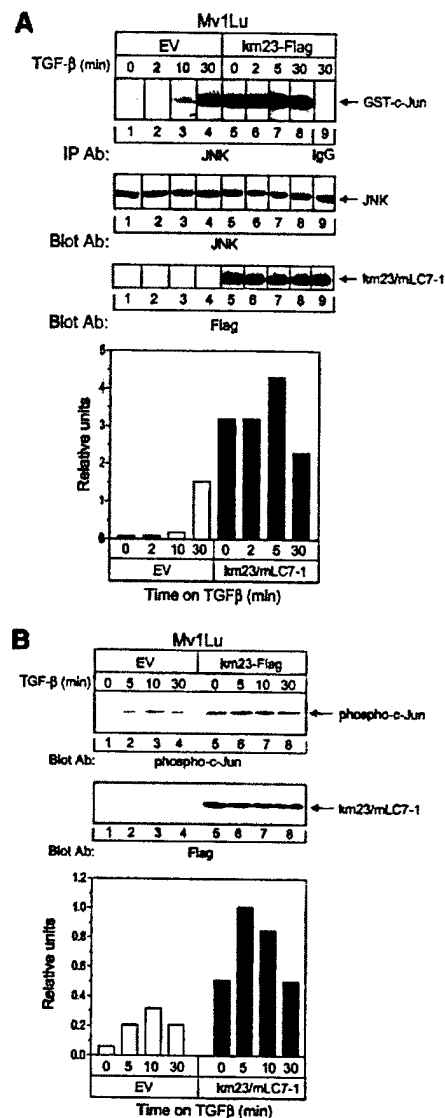 A
Mv1Lu
EV km23-Flag
TGF-β (min) 0 2 10 30 0 2 5 30 30
GST-c-Jun
1 2 3 4 5 6 7 8 9
IP Ab: JNK IgG
JNK
1 2 3 4 5 6 7 8 9
Blot Ab: JNK
km23/mLC7-1
1 2 3 4 5 6 7 8 9
Blot Ab: Flag
5
4
3
2
1
0
Relative units
0 2 10 30 0 2 5 30
EV km23/mLC7-1
Time on TGFβ (min)
B
Mv1Lu
EV km23-Flag
TGF-β (min) 0 5 10 30 0 5 10 30
phospho-c-Jun
1 2 3 4 5 6 7 8
Blot Ab: phospho-c-Jun
km23/mLC7-1
1 2 3 4 5 6 7 8
Blot Ab: Flag
1.2
1.0
0.8
0.6
0.4
0.2
0.0
Relative units
0 5 10 30 0 5 10 30
EV km23/mLC7-1
Time on TGFβ (min)